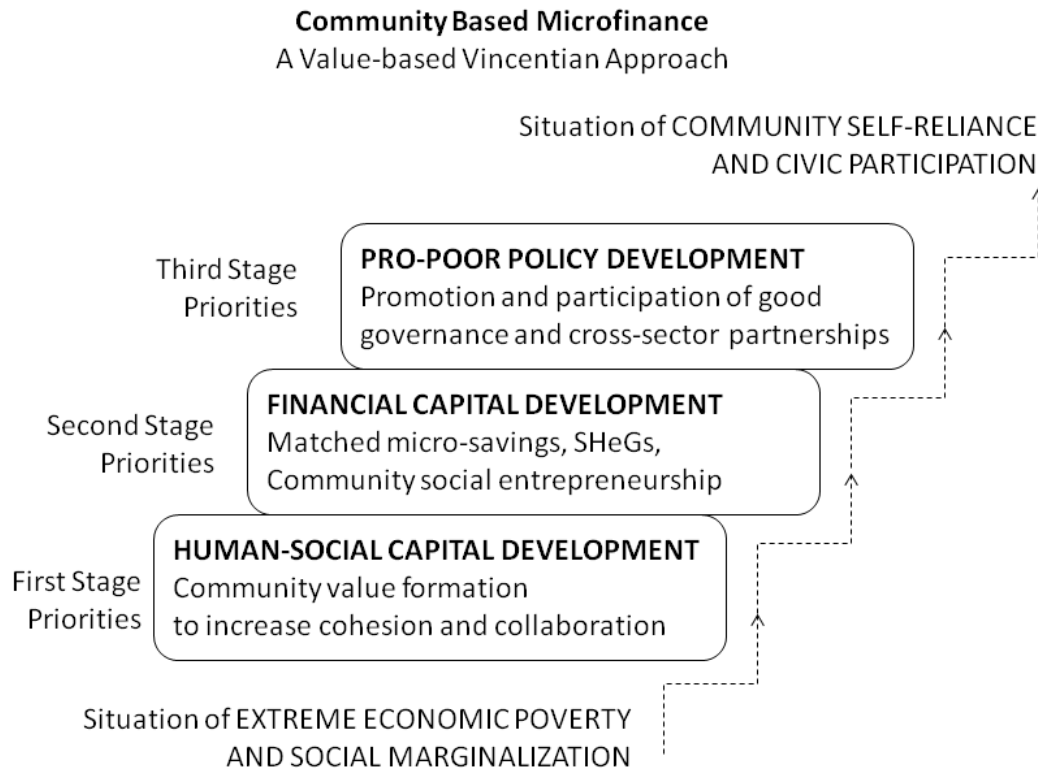 Community Based Microfinance
A Value-based Vincentian Approach
Situation of COMMUNITY SELF-RELIANCE
AND CIVIC PARTICIPATION
Third Stage
Priorities
PRO-POOR POLICY DEVELOPMENT
Promotion and participation of good
governance and cross-sector partnerships
Second Stage
Priorities
FINANCIAL CAPITAL DEVELOPMENT
Matched micro-savings, SHeGs,
Community social entrepreneurship
First Stage
Priorities
HUMAN-SOCIAL CAPITAL DEVELOPMENT
Community value formation
to increase cohesion and collaboration
Situation of EXTREME ECONOMIC POVERTY
AND SOCIAL MARGINALIZATION